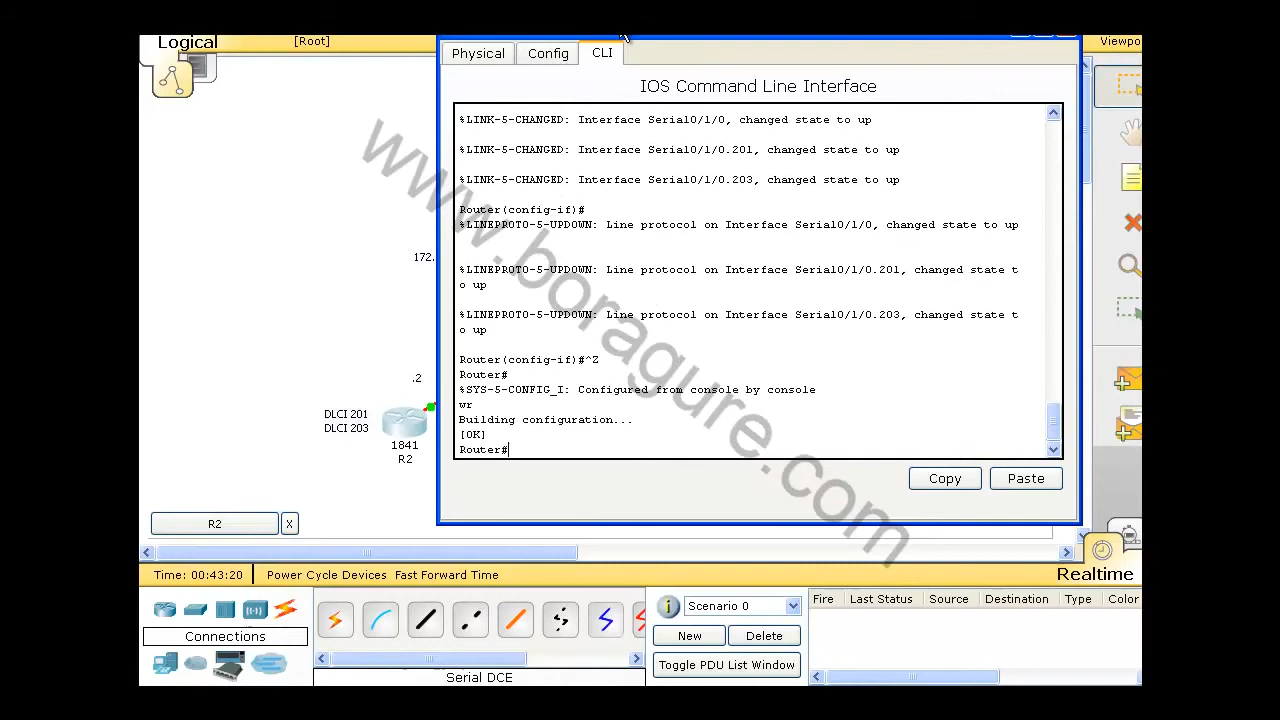 Logical
[Root]
Viewpo
Physical
Config
CLI
IOS Command Line Interface
%LINK-5-CHANGED: Interface Serial0/1/0, changed state to up
%LINK-5-CHANGED: Interface Serial0/1/0.201, changed state to up
%LINK-5-CHANGED: Interface Serial0/1/0.203, changed state to up
Router(config-if)#
%LINEPROTO-5-UPDOWN: Line protocol on Interface Serial0/1/0, changed state to up
%LINEPROTO-5-UPDOWN: Line protocol on Interface Serial0/1/0.201, changed state t
o up
%LINEPROTO-5-UPDOWN: Line protocol on Interface Serial0/1/0.203, changed state t
o up
Router(config-if)#^Z
Router#
%SYS-5-CONFIG_I: Configured from console by console
wr
Building configuration...
[OK]
Router#
Copy
Paste
172.
.2
DLCI 201
DLCI 203
1841
R2
R2
X
www.boragure.com
Time: 00:43:20
Power Cycle Devices Fast Forward Time
Realtime
Connections
Serial DCE
Scenario 0
New
Delete
Toggle PDU List Window
Fire
Last Status
Source
Destination
Type
Color